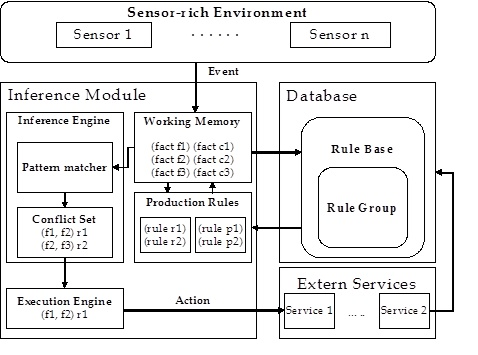 Sensor-rich Environment
Sensor 1
. . . . . .
Sensor n
Event
Inference Module
Inference Engine
Pattern matcher
Conflict Set
(f1, f2) r1
(f2, f3) r2
Execution Engine
(f1, f2) r1
Working Memory
(fact f1) (fact c1)
(fact f2) (fact c2)
(fact f3) (fact c3)
Production Rules
(rule r1)
(rule r2)
(rule p1)
(rule p2)
Action
Database
Rule Base
Rule Group
Extern Services
Service 1
... ..
Service 2